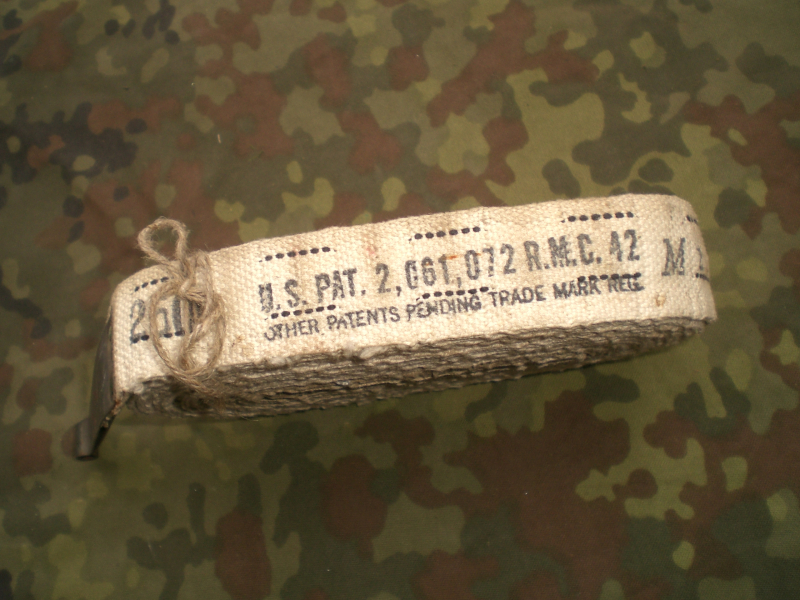 U.S. PAT. 2,061,072 R.M.C. 42
OTHER PATENTS PENDING TRADE MARK REG.
M